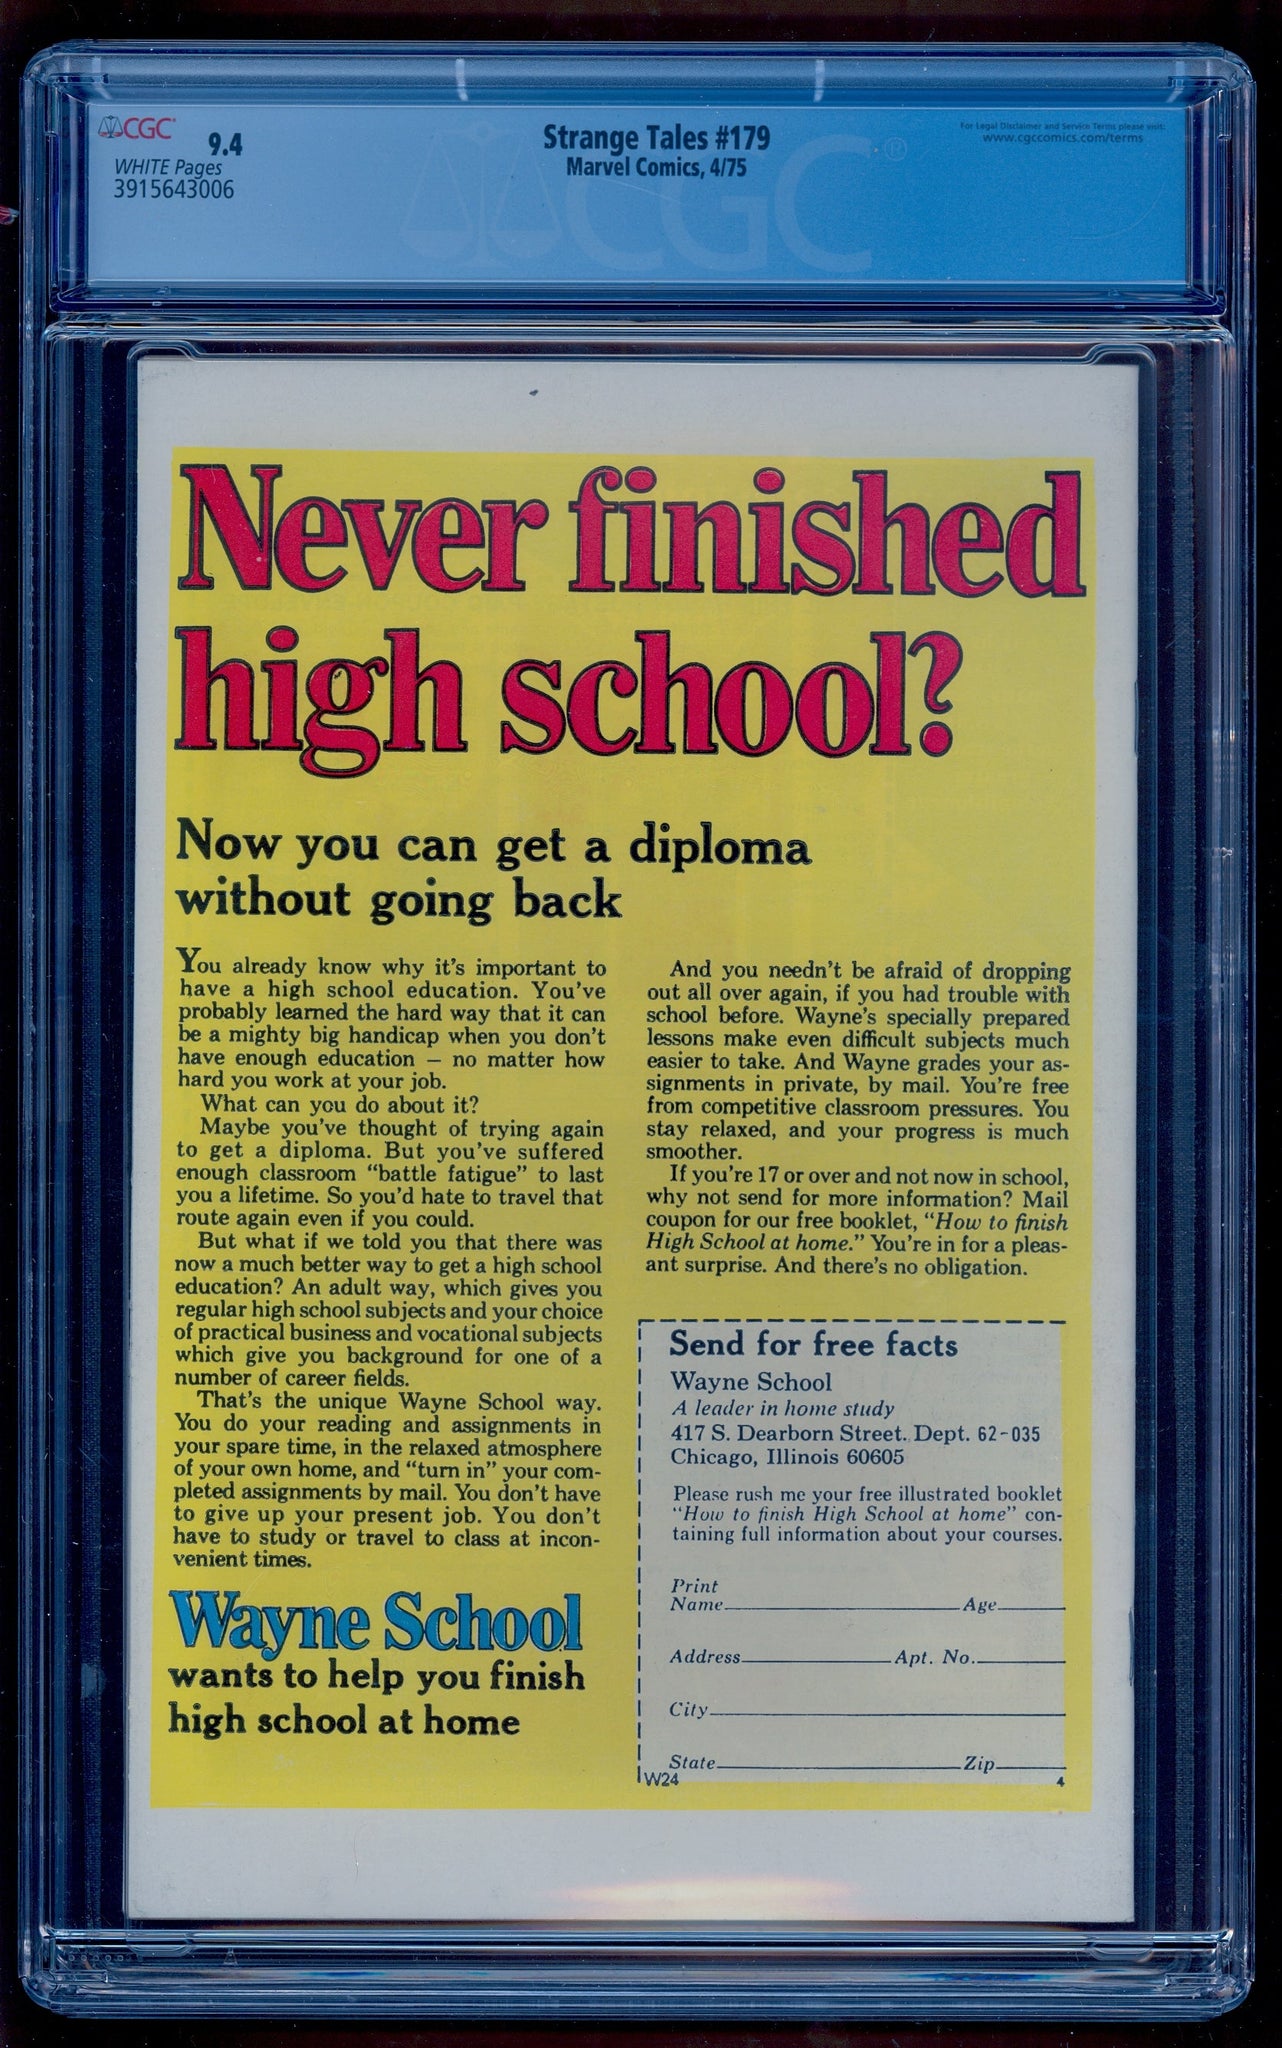 CGC
9.4
WHITE Pages
3915643006
Strange Tales #179
Marvel Comics, 4/75
For Legal Disclaimer and Service Terms please visit:
www.cgccomics.com/terms
CGC®
Never finished
high school?
Now you can get a diploma
without going back
You already know why it's important to
have a high school education. You've
probably learned the hard way that it can
be a mighty big handicap when you don't
have enough education — no matter how
hard you work at your job.
What can you do about it?
Maybe you've thought of trying again
to get a diploma. But you've suffered
enough classroom "battle fatigue" to last
you a lifetime. So you'd hate to travel that
route again even if you could.
But what if we told you that there was
now a much better way to get a high school
education? An adult way, which gives you
regular high school subjects and your choice
of practical business and vocational subjects
which give you background for one of a
number of career fields.
That's the unique Wayne School way.
You do your reading and assignments in
your spare time, in the relaxed atmosphere
of your own home, and "turn in" your com-
pleted assignments by mail. You don't have
to give up your present job. You don't
have to study or travel to class at incon-
venient times.
Wayne School
wants to help you finish
high school at home
And you needn't be afraid of dropping
out all over again, if you had trouble with
school before. Wayne's specially prepared
lessons make even difficult subjects much
easier to take. And Wayne grades your as-
signments in private, by mail. You're free
from competitive classroom pressures. You
stay relaxed, and your progress is much
smoother.
If you're 17 or over and not now in school,
why not send for more information? Mail
coupon for our free booklet, "How to finish
High School at home." You're in for a pleas-
ant surprise. And there's no obligation.
Send for free facts
Wayne School
A leader in home study
417 S. Dearborn Street. Dept. 62-035
Chicago, Illinois 60605
Please rush me your free illustrated booklet
"How to finish High School at home" con-
taining full information about your courses.
Print
Name Age
Address Apt. No.
City
State Zip
W24 4